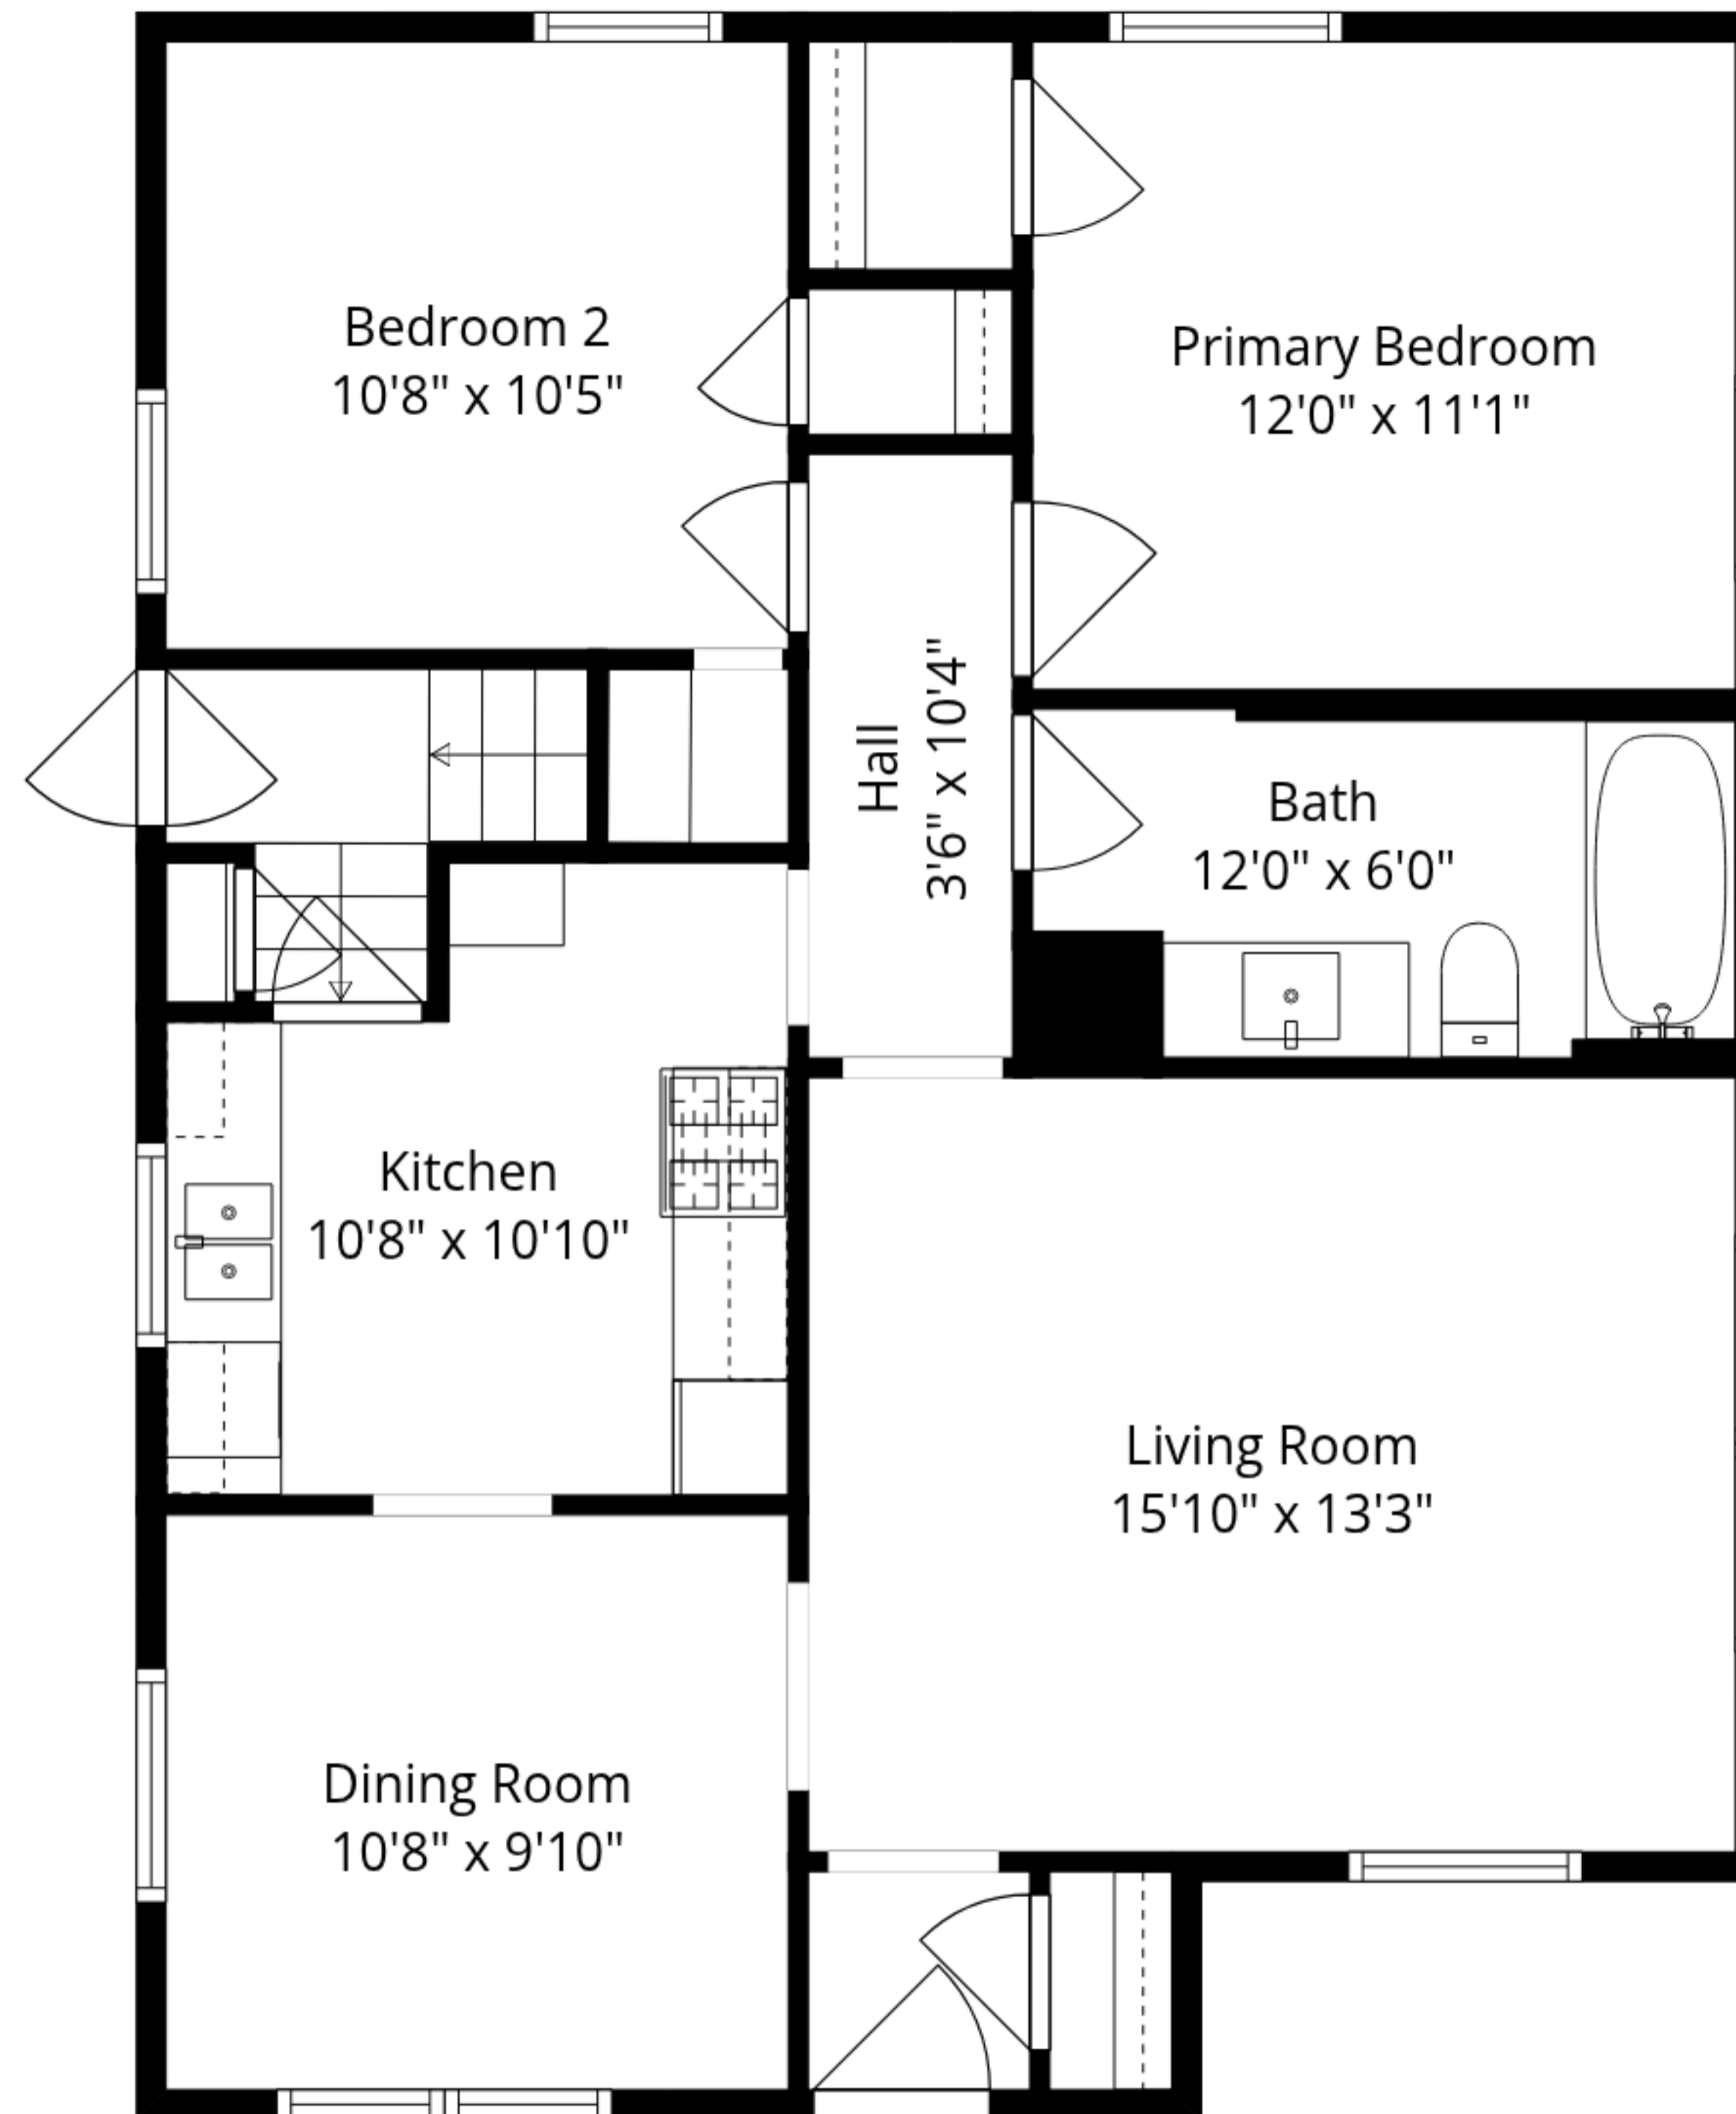 Bedroom 2
10'8" x 10'5"
Primary Bedroom
12'0" x 11'1"
Hall
3'6" x 10'4"
Bath
12'0" x 6'0"
Kitchen
10'8" x 10'10"
Living Room
15'10" x 13'3"
Dining Room
10'8" x 9'10"